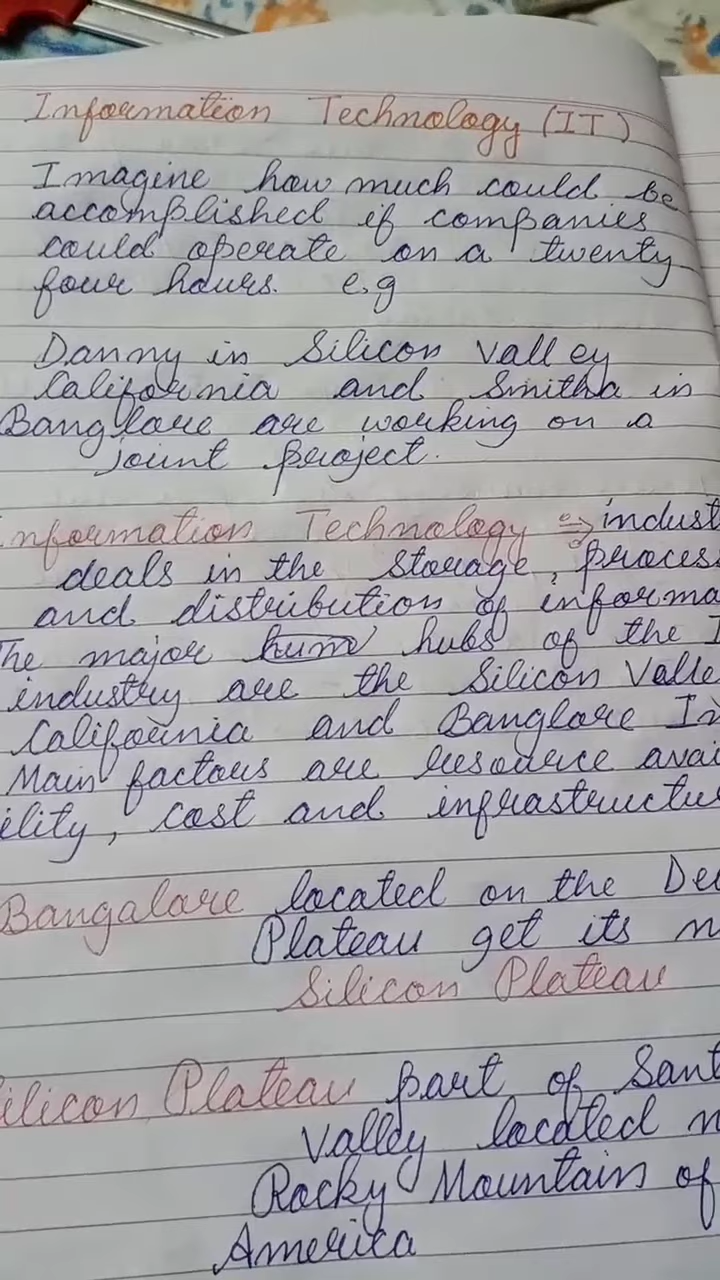 Information Technology (IT)
Imagine how much could be
accomplished if companies
could operate on a twenty
four hours. e.g
Danny in Silicon Valley
California and Smitha in
Banglore are working on a
joint project.
nformation Technology ⇒ indust
deals in the storage, process
and distribution of informa
The major hubs of the I
industry are the Silicon Valle
California and Banglore In
Main factors are resource avai
ility, cost and infrastructu
Bangalore located on the De
Plateau get its n
Silicon Plateau
ilicon Plateau part of Sant
Valley located n
Rocky Mountain of
America